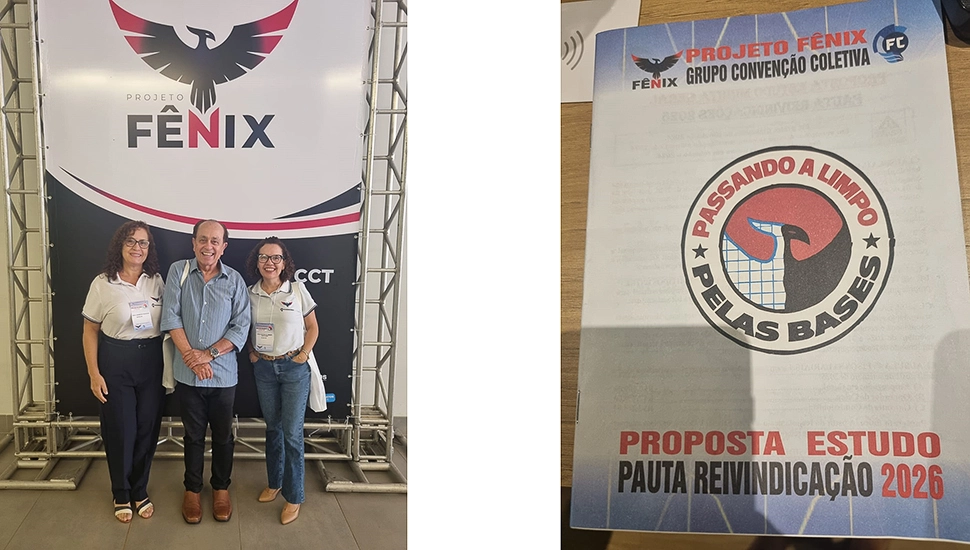 PROJETO
FÊNIX
CCT
PROJETO FÊNIX
GRUPO CONVENÇÃO COLETIVA
FÊNIX
FC
PASSANDO A LIMPO
PELAS BASES
PROPOSTA ESTUDO
PAUTA REIVINDICAÇÃO 2026